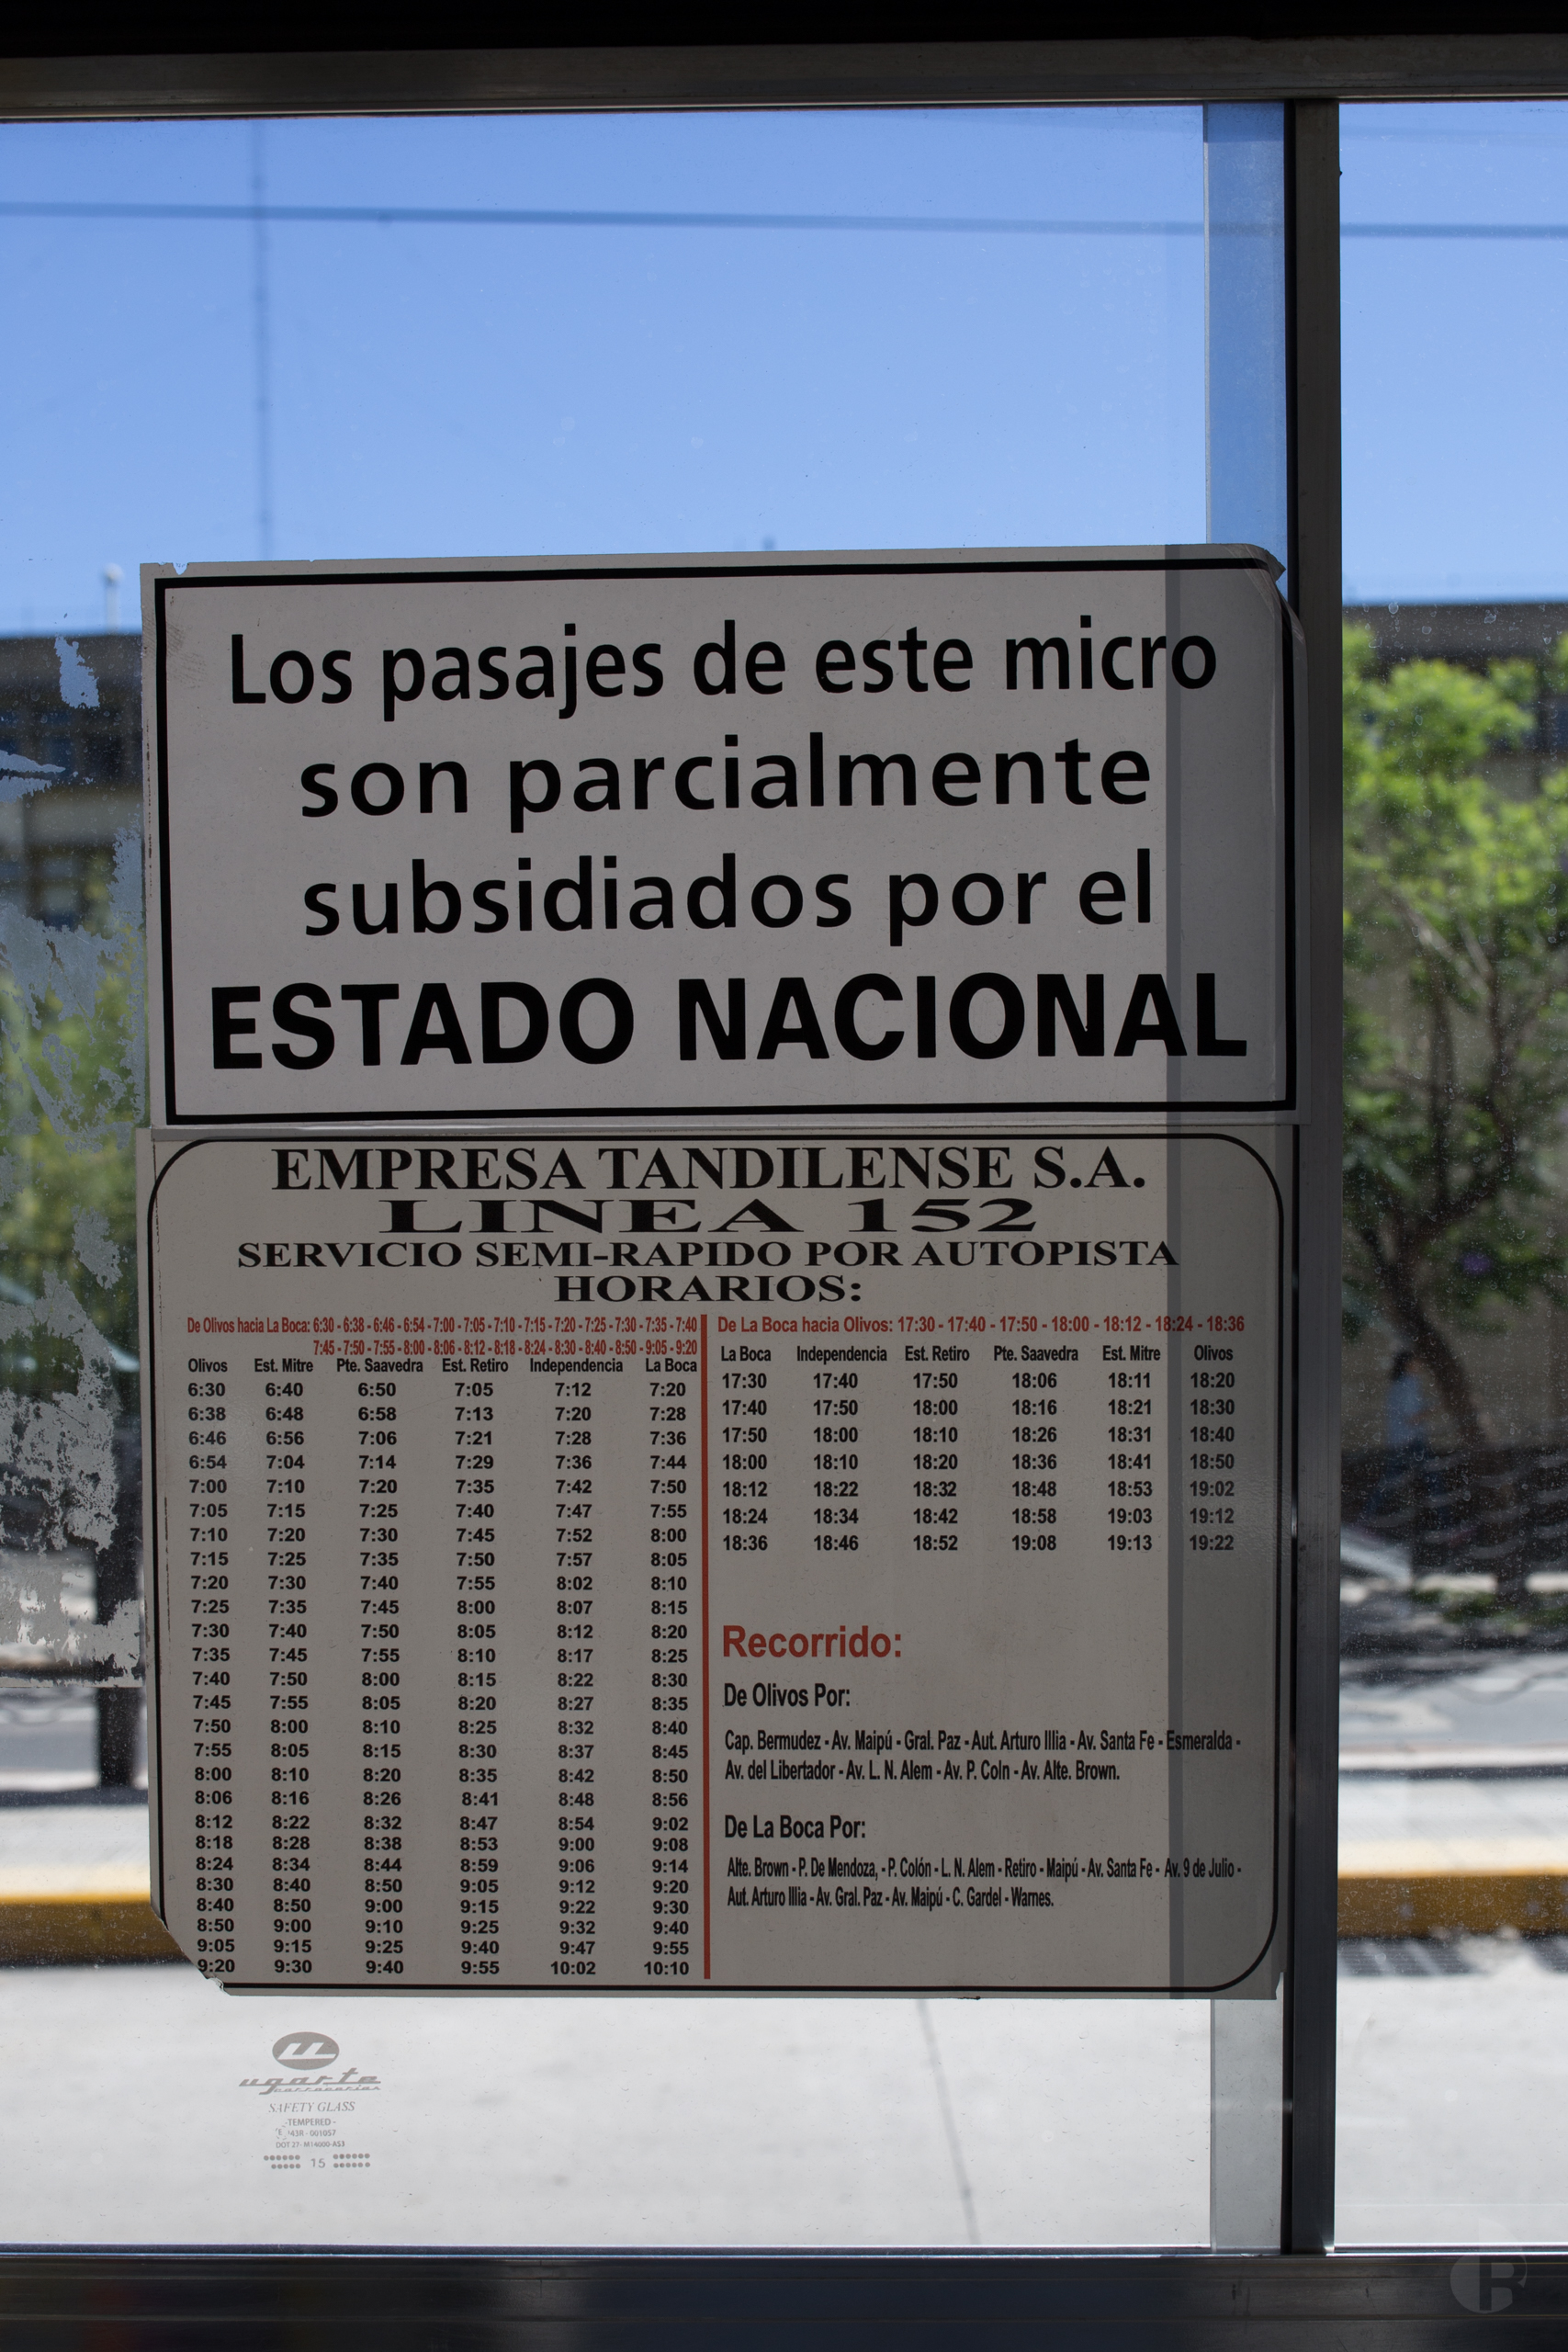 Los pasajes de este micro
son parcialmente
subsidiados por el
ESTADO NACIONAL
EMPRESA TANDILENSE S.A.
LINEA 152
SERVICIO SEMI-RAPIDO POR AUTOPISTA
HORARIOS:
De Olivos hacia La Boca: 6:30 - 6:38 - 6:46 - 6:54 - 7:00 - 7:05 - 7:10 - 7:15 - 7:20 - 7:25 - 7:30 - 7:35 - 7:40
7:45 - 7:50 - 7:55 - 8:00 - 8:06 - 8:12 - 8:18 - 8:24 - 8:30 - 8:40 - 8:50 - 9:05 - 9:20
Olivos Est. Mitre Pte. Saavedra Est. Retiro Independencia La Boca
6:30 6:40 6:50 7:05 7:12 7:20
6:38 6:48 6:58 7:13 7:20 7:28
6:46 6:56 7:06 7:21 7:28 7:36
6:54 7:04 7:14 7:29 7:36 7:44
7:00 7:10 7:20 7:35 7:42 7:50
7:05 7:15 7:25 7:40 7:47 7:55
7:10 7:20 7:30 7:45 7:52 8:00
7:15 7:25 7:35 7:50 7:57 8:05
7:20 7:30 7:40 7:55 8:02 8:10
7:25 7:35 7:45 8:00 8:07 8:15
7:30 7:40 7:50 8:05 8:12 8:20
7:35 7:45 7:55 8:10 8:17 8:25
7:40 7:50 8:00 8:15 8:22 8:30
7:45 7:55 8:05 8:20 8:27 8:35
7:50 8:00 8:10 8:25 8:32 8:40
7:55 8:05 8:15 8:30 8:37 8:45
8:00 8:10 8:20 8:35 8:42 8:50
8:06 8:16 8:26 8:41 8:48 8:56
8:12 8:22 8:32 8:47 8:54 9:02
8:18 8:28 8:38 8:53 9:00 9:08
8:24 8:34 8:44 8:59 9:06 9:14
8:30 8:40 8:50 9:05 9:12 9:20
8:40 8:50 9:00 9:15 9:22 9:30
8:50 9:00 9:10 9:25 9:32 9:40
9:05 9:15 9:25 9:40 9:47 9:55
9:20 9:30 9:40 9:55 10:02 10:10
De La Boca hacia Olivos: 17:30 - 17:40 - 17:50 - 18:00 - 18:12 - 18:24 - 18:36
La Boca Independencia Est. Retiro Pte. Saavedra Est. Mitre Olivos
17:30 17:40 17:50 18:06 18:11 18:20
17:40 17:50 18:00 18:16 18:21 18:30
17:50 18:00 18:10 18:26 18:31 18:40
18:00 18:10 18:20 18:36 18:41 18:50
18:12 18:22 18:32 18:48 18:53 19:02
18:24 18:34 18:42 18:58 19:03 19:12
18:36 18:46 18:52 19:08 19:13 19:22
Recorrido:
De Olivos Por:
Cap. Bermudez - Av. Maipú - Gral. Paz - Aut. Arturo Illia - Av. Santa Fe - Esmeralda -
Av. del Libertador - Av. L. N. Alem - Av. P. Coln - Av. Alte. Brown.
De La Boca Por:
Alte. Brown - P. De Mendoza, - P. Colón - L. N. Alem - Retiro - Maipú - Av. Santa Fe - Av. 9 de Julio -
Aut. Arturo Illia - Av. Gral. Paz - Av. Maipú - C. Gardel - Warnes.
ugarte
SAFETY GLASS
-TEMPERED-
43R - 001057
DOT 27- M14000-AS3
15